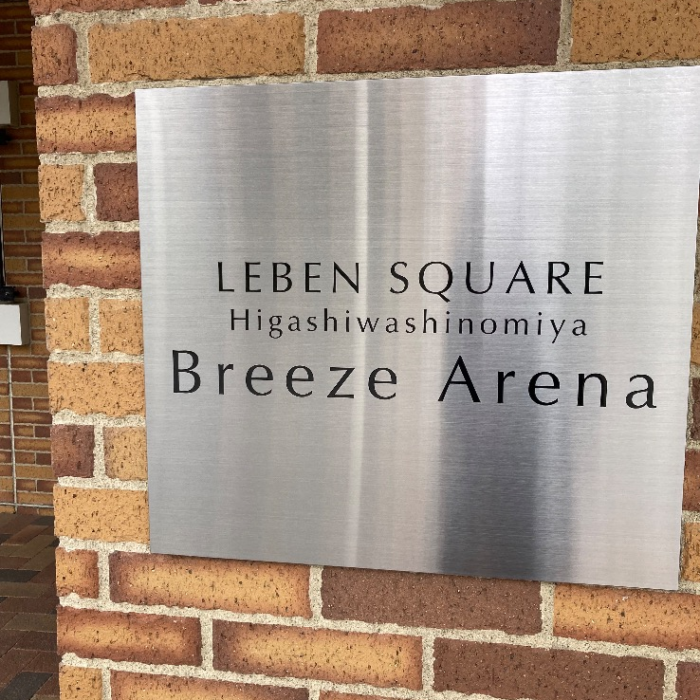 LEBEN SQUARE
Higashiwashinomiya
Breeze Arena